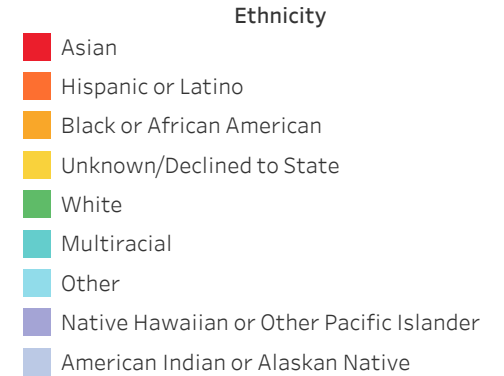 Ethnicity
Asian
Hispanic or Latino
Black or African American
Unknown/Declined to State
White
Multiracial
Other
Native Hawaiian or Other Pacific Islander
American Indian or Alaskan Native